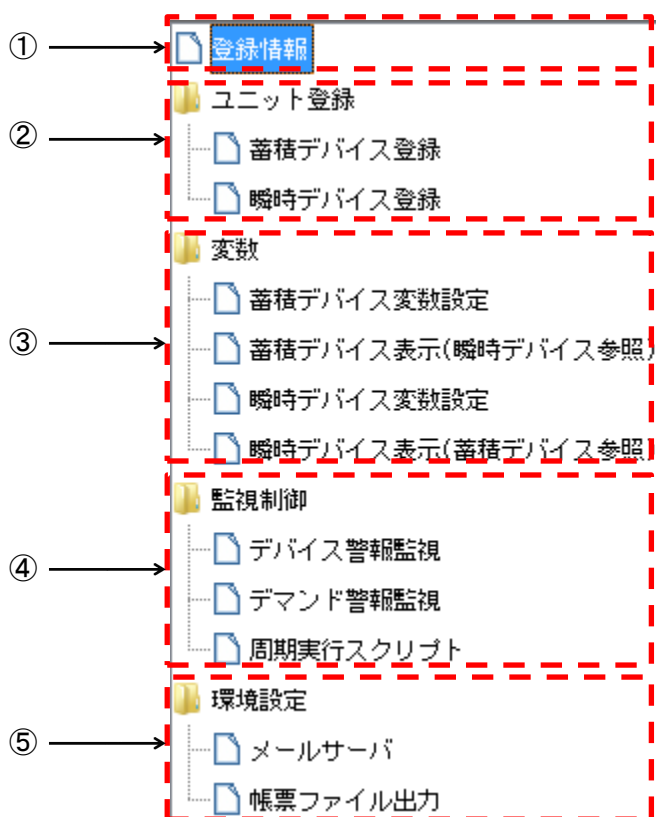 ① 登録情報
ユニット登録
② 蓄積デバイス登録
瞬時デバイス登録
変数
蓄積デバイス変数設定
③ 蓄積デバイス表示(瞬時デバイス参照)
瞬時デバイス変数設定
瞬時デバイス表示(蓄積デバイス参照)
監視制御
デバイス警報監視
④ デマンド警報監視
周期実行スクリプト
環境設定
⑤ メールサーバ
帳票ファイル出力